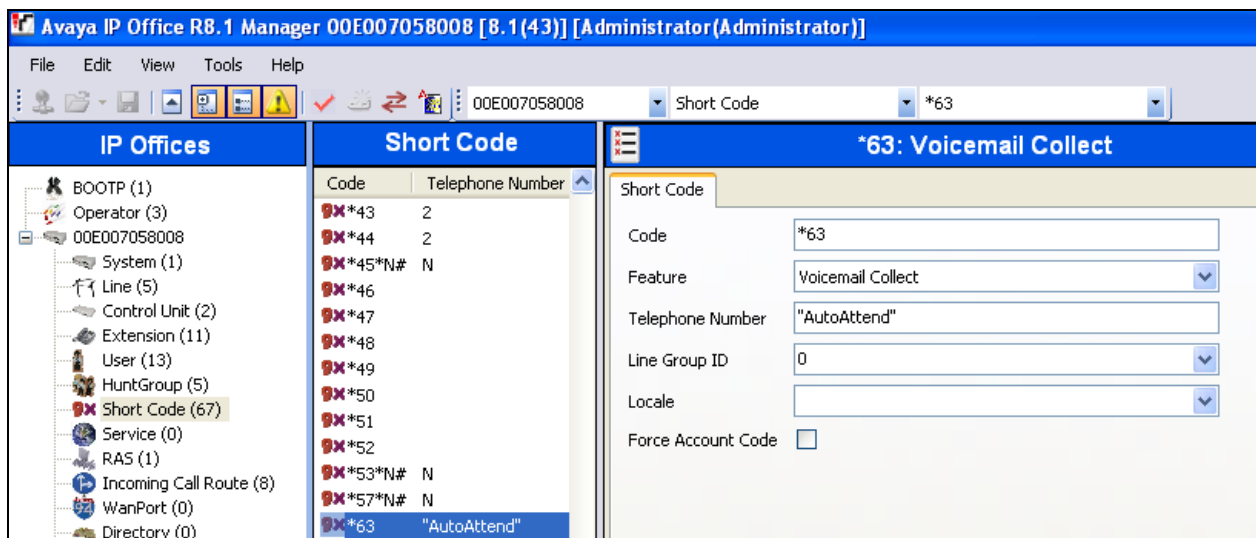 Avaya IP Office R8.1 Manager 00E007058008 [8.1(43)] [Administrator(Administrator)]
File Edit View Tools Help
00E007058008 Short Code *63
IP Offices
BOOTP (1)
Operator (3)
00E007058008
System (1)
Line (5)
Control Unit (2)
Extension (11)
User (13)
HuntGroup (5)
Short Code (67)
Service (0)
RAS (1)
Incoming Call Route (8)
WanPort (0)
Directory (0)
Short Code
Code Telephone Number
*43 2
*44 2
*45*N# N
*46
*47
*48
*49
*50
*51
*52
*53*N# N
*57*N# N
*63 "AutoAttend"
*63: Voicemail Collect
Short Code
Code *63
Feature Voicemail Collect
Telephone Number "AutoAttend"
Line Group ID 0
Locale
Force Account Code